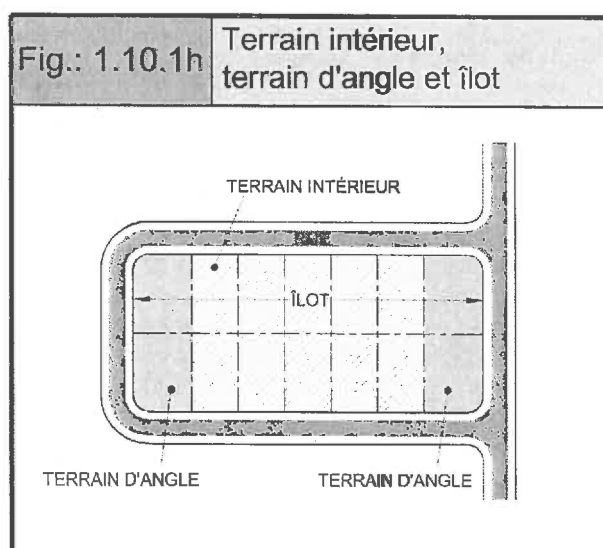 Fig.: 1.10.1h
Terrain intérieur,
terrain d'angle et îlot
TERRAIN INTÉRIEUR
ÎLOT
TERRAIN D'ANGLE
TERRAIN D'ANGLE